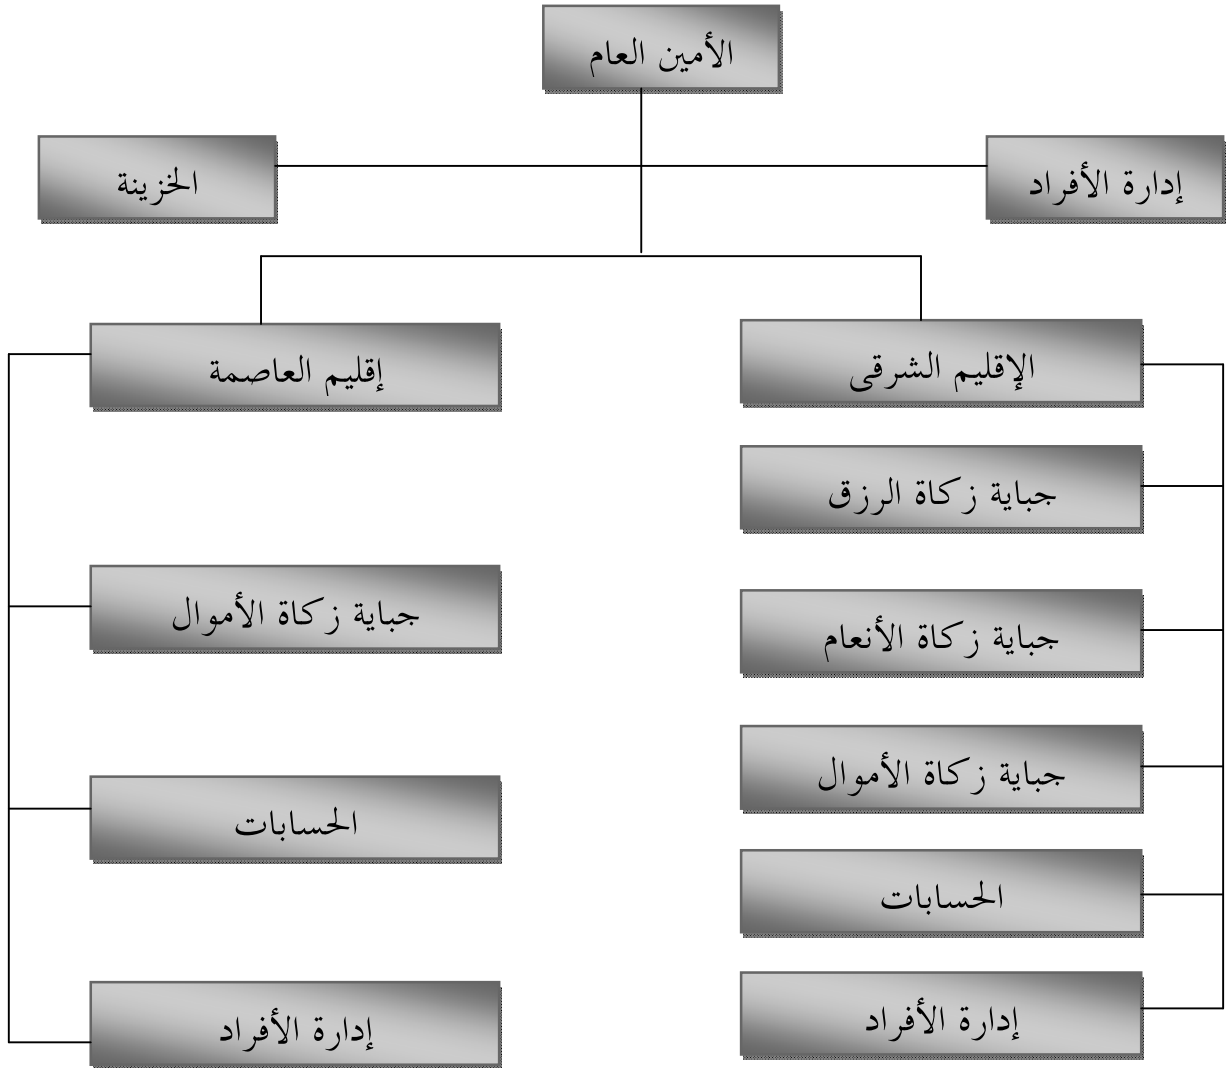 الأمين العام
إدارة الأفراد
الخزينة
الإقليم الشرقى
جباية زكاة الرزق
جباية زكاة الأنعام
جباية زكاة الأموال
الحسابات
إدارة الأفراد
إقليم العاصمة
جباية زكاة الأموال
الحسابات
إدارة الأفراد